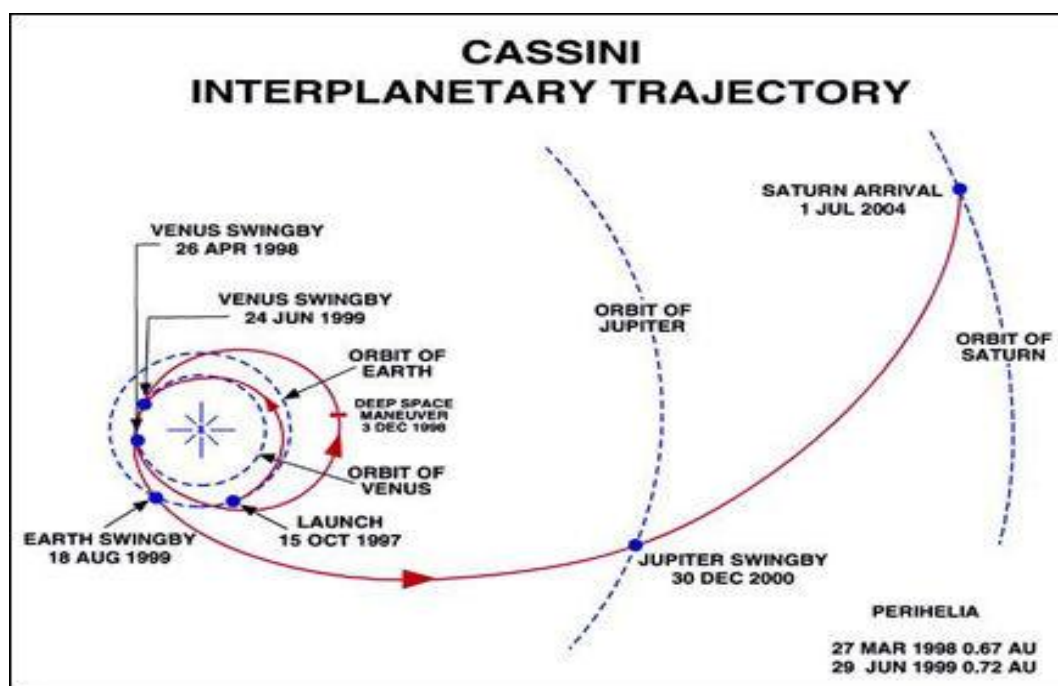 CASSINI
INTERPLANETARY TRAJECTORY
SATURN ARRIVAL
1 JUL 2004
VENUS SWINGBY
26 APR 1998
VENUS SWINGBY
24 JUN 1999
ORBIT OF
JUPITER
ORBIT OF
SATURN
ORBIT OF
EARTH
DEEP SPACE
MANEUVER
3 DEC 1998
ORBIT OF
VENUS
LAUNCH
15 OCT 1997
EARTH SWINGBY
18 AUG 1999
JUPITER SWINGBY
30 DEC 2000
PERIHELIA
27 MAR 1998 0.67 AU
29 JUN 1999 0.72 AU